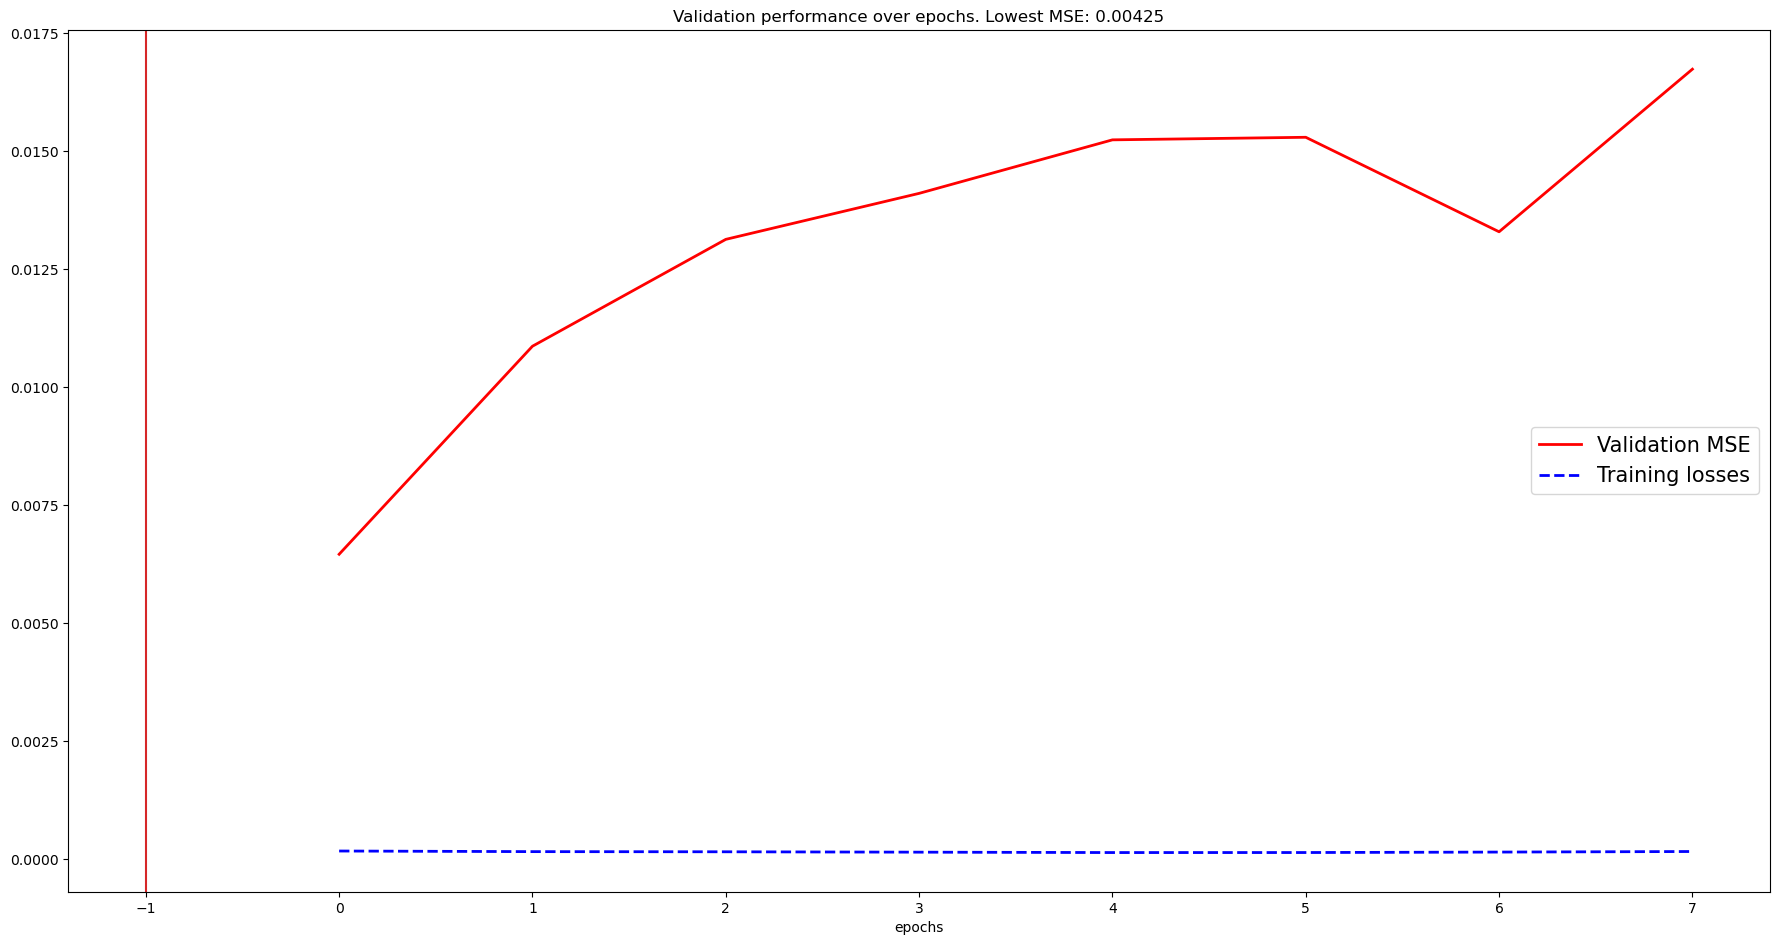 Validation performance over epochs. Lowest MSE: 0.00425
0.0175
0.0150
0.0125
0.0100
0.0075
0.0050
0.0025
0.0000
Validation MSE
Training losses
−1 0 1 2 3 4 5 6 7
epochs